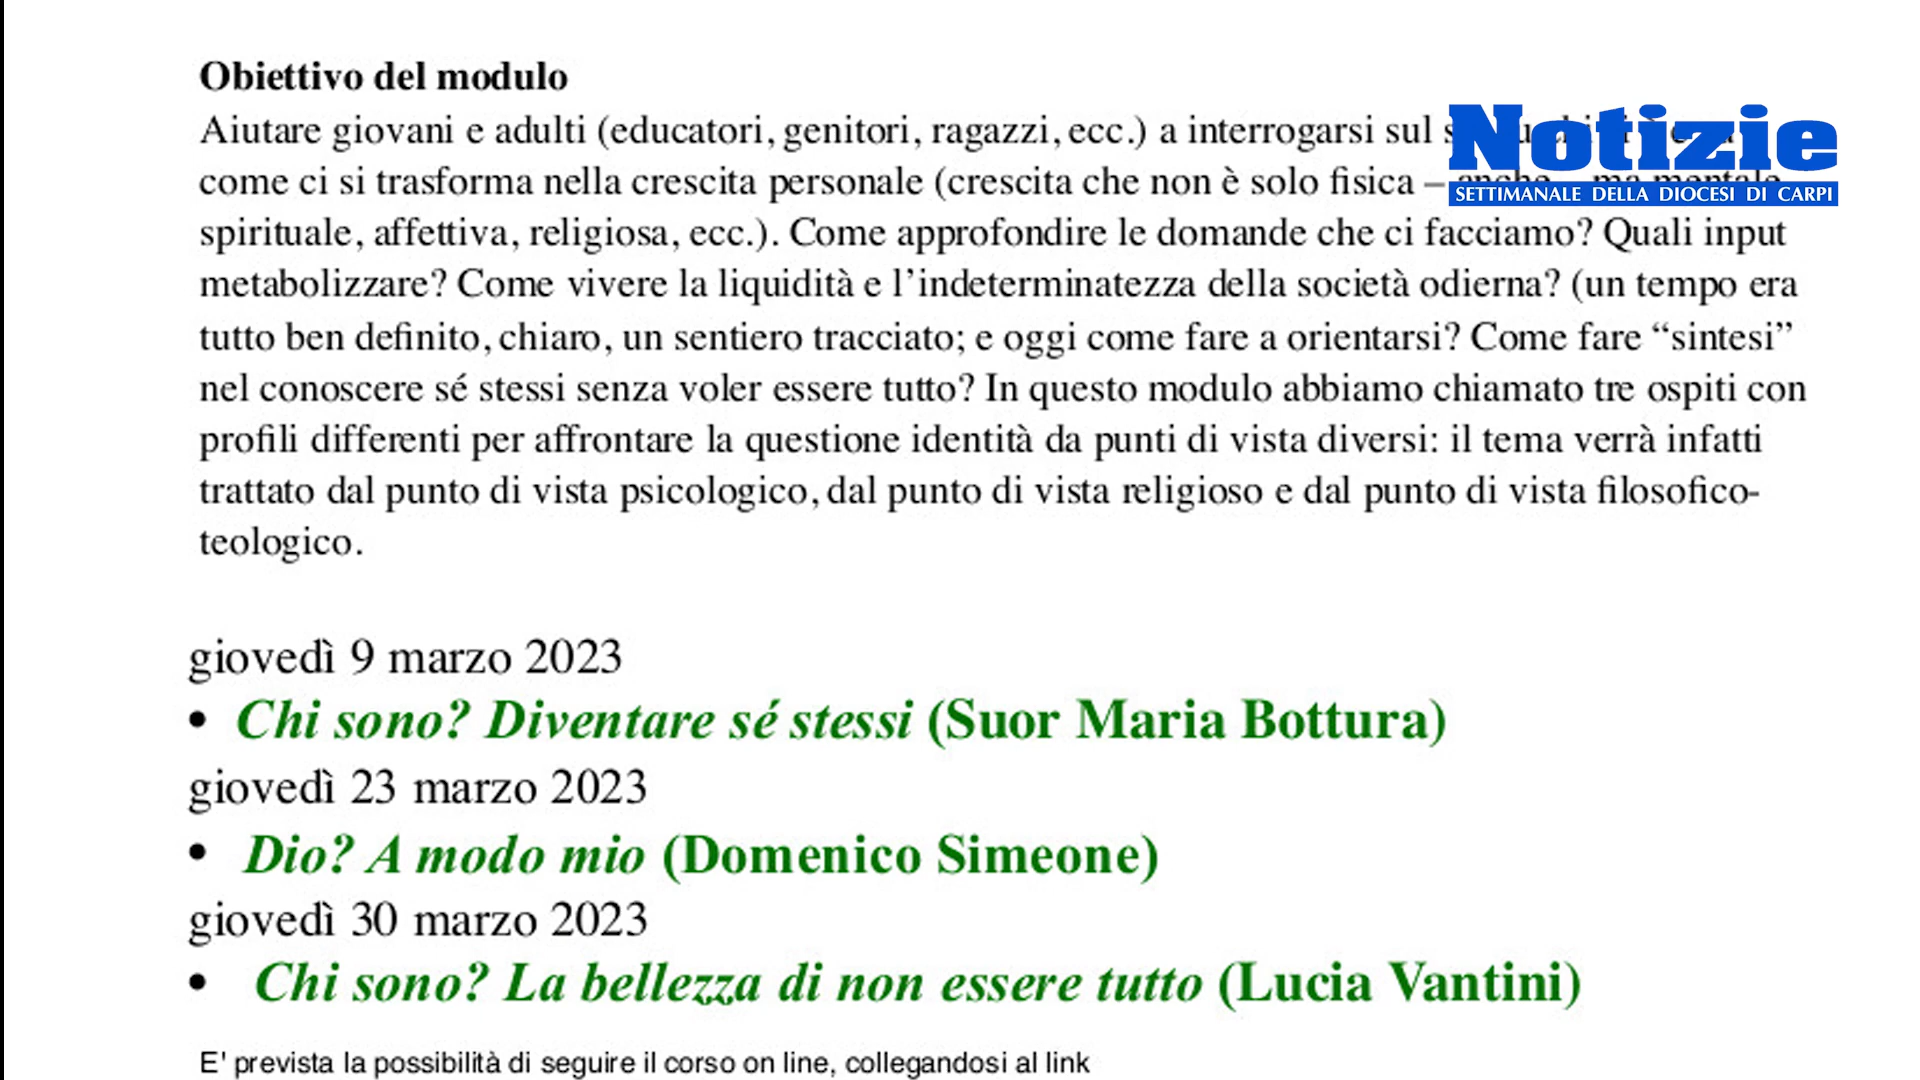 Obiettivo del modulo
Aiutare giovani e adulti (educatori, genitori, ragazzi, ecc.) a interrogarsi sul
Notizie
come ci si trasforma nella crescita personale (crescita che non è solo fisica – anche – ma mentale,
SETTIMANALE DELLA DIOCESI DI CARPI
spirituale, affettiva, religiosa, ecc.). Come approfondire le domande che ci facciamo? Quali input
metabolizzare? Come vivere la liquidità e l’indeterminatezza della società odierna? (un tempo era
tutto ben definito, chiaro, un sentiero tracciato; e oggi come fare a orientarsi? Come fare “sintesi”
nel conoscere sé stessi senza voler essere tutto? In questo modulo abbiamo chiamato tre ospiti con
profili differenti per affrontare la questione identità da punti di vista diversi: il tema verrà infatti
trattato dal punto di vista psicologico, dal punto di vista religioso e dal punto di vista filosofico-
teologico.
giovedì 9 marzo 2023
• Chi sono? Diventare sé stessi (Suor Maria Bottura)
giovedì 23 marzo 2023
• Dio? A modo mio (Domenico Simeone)
giovedì 30 marzo 2023
• Chi sono? La bellezza di non essere tutto (Lucia Vantini)
E' prevista la possibilità di seguire il corso on line, collegandosi al link